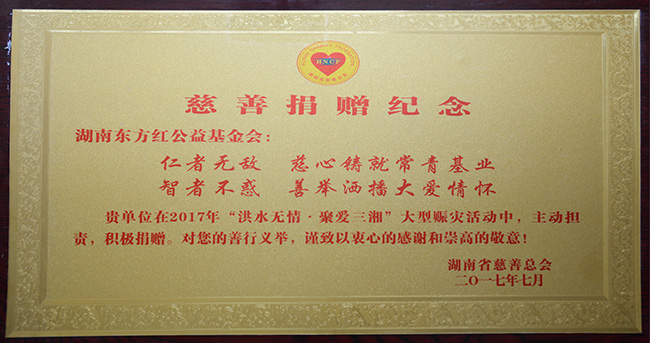 HNCF
慈善捐赠纪念
湖南东方红公益基金会：
仁者无敌 慈心铸就常青基业
智者不惑 善举洒播大爱情怀
贵单位在2017年“洪水无情·聚爱三湘”大型赈灾活动中，主动担
责，积极捐赠。对您的善行义举，谨致以衷心的感谢和崇高的敬意！
湖南省慈善总会
二〇一七年七月